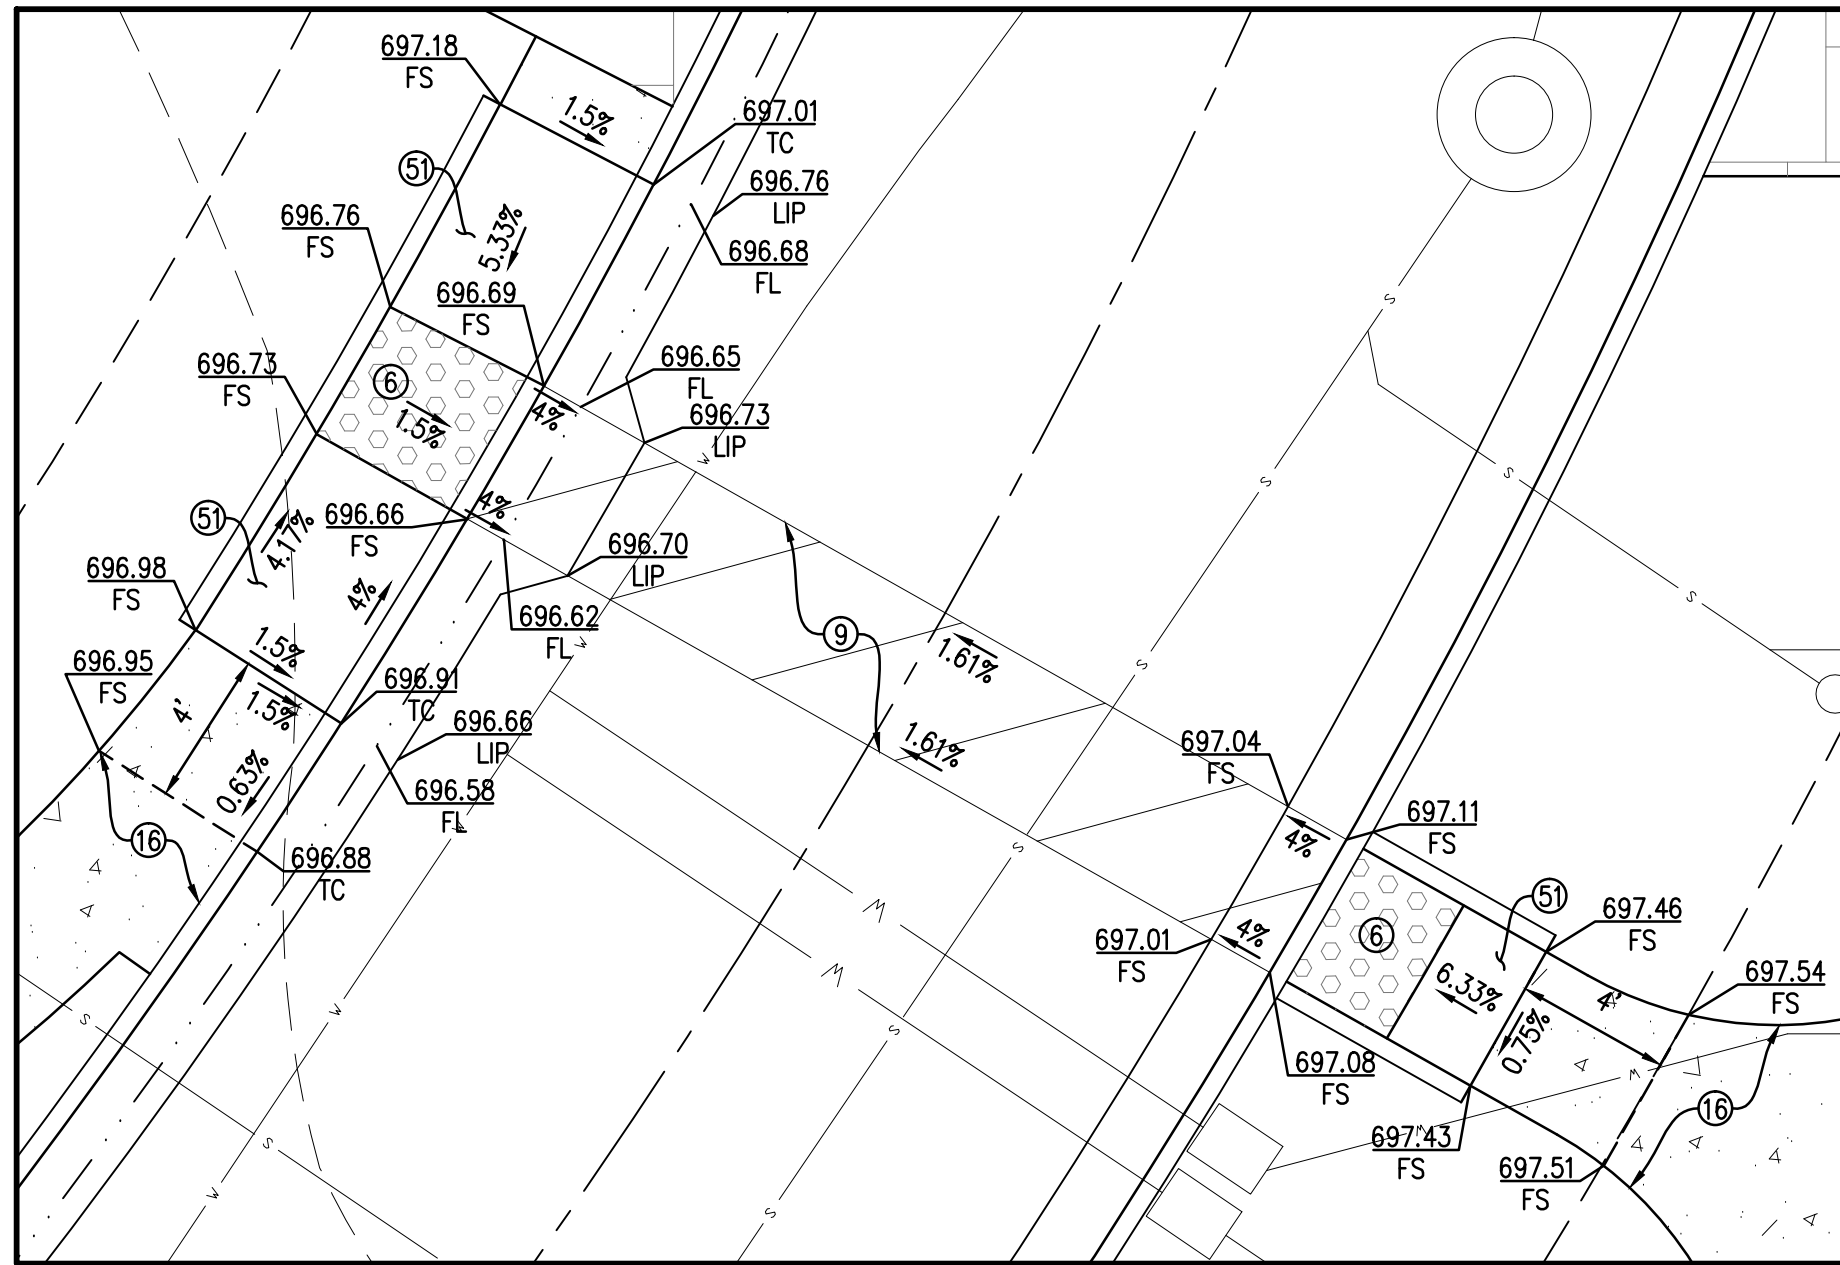 697.18
FS
1.5%
697.01
TC
51
696.76
LIP
5.33%
696.76
FS
696.68
FL
696.69
FS
S
696.65
FL
696.73
FS
6
1.5%
4%
696.73
LIP
W
S
S
4%
696.66
FS
51
4.17%
696.70
LIP
696.98
FS
4%
S
696.62
FL
W
9
1.61%
1.5%
696.95
FS
S
696.91
TC
4'
1.5%
696.66
LIP
1.61%
697.04
FS
0.63%
696.58
FL
W
697.11
FS
16
4%
S
696.88
TC
51
W
697.46
FS
6
4%
697.01
FS
W
6.33%
697.54
FS
4'
W
S
S
0.75%
697.08
FS
W
16
W
697.43
FS
S
697.51
FS
W
S